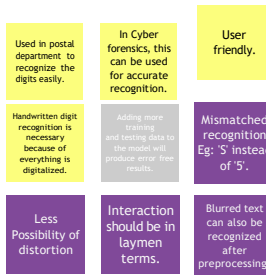 Used in postal
department to
recognize the
digits easily.
In Cyber
forensics, this
can be used
for accurate
recognition.
User
friendly.
Handwritten digit
recognition is
necessary
because of
everything is
digitalized.
Adding more
training
and testing data to
the model will
produce error free
results.
Mismatched
recognition
Eg: 'S' instead
of '5'.
Less
Possibility of
distortion
Interaction
should be in
laymen
terms.
Blurred text
can also be
recognized
after
preprocessing